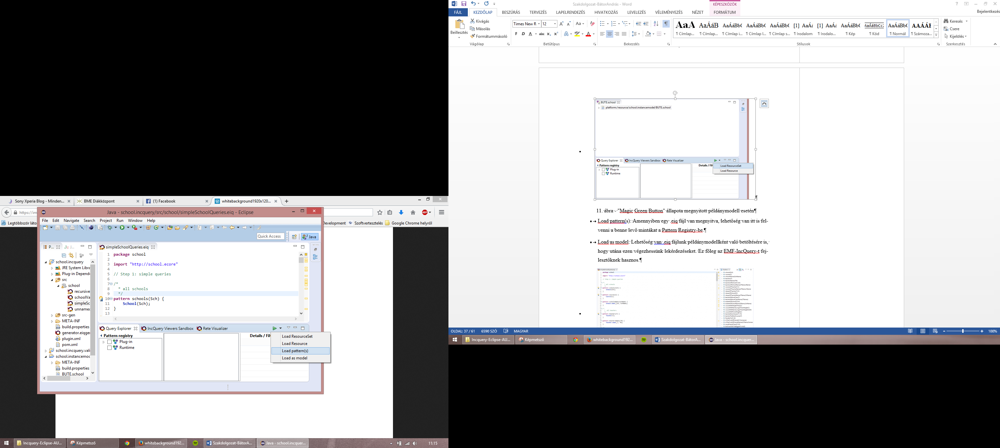 Sony Xperia Blog - Minden...
BME Diákközpont
(1) Facebook
whitebackground1920x120...
https://im
Legtöbbször láto
Development
Szoftvertesztelés
Google Chrome helyről
Java - school.incquery/src/school/simpleSchoolQueries.eiq - Eclipse
File Edit Navigate Search Project Run Window Help
Quick Access
Java
P...
J...
school.incquery
JRE System Libra
Plug-in Depend
src
school
recursive
schoolVa
simpleSc
unnamed
src-gen
META-INF
build.properties
generator.eiqger
plugin.xml
pom.xml
school.incquery.vali
school.instancemod
META-INF
build.properties
BUTE.school
simpleSchoolQueries.eiq
1 package school
2
3 import "http://school.ecore"
4
5 // Step 1: simple queries
6
7 /*
8 * all schools
9 */
10 pattern schools(Sch) {
11 School(Sch);
12 }
13
Query Explorer
IncQuery Viewers Sandbox
Rete Visualizer
Pattern registry
Plug-in
Runtime
Details / Filt
Load ResourceSet
Load Resource
Load pattern(s)
Load as model
Incquery-Eclipse-AU...
Képmetsző
whitebackground192...
Szakdolgozat-BátorA...
Java - school.incquer...
11:15
Szakdolgozat-BátorAndrás - Word
KÉPESZKÖZÖK
Bejelentkezés
FÁJL KEZDŐLAP BESZÚRÁS TERVEZÉS LAPELRENDEZÉS HIVATKOZÁS LEVELEZÉS VÉLEMÉNYEZÉS NÉZET FORMÁTUM
Beillesztés
Kivágás
Másolás
Formátummásoló
Vágólap
Times New R
12
Betűtípus
Bekezdés
AaA AaÁáB AaÁáBb( AaÁáBb( AaÁáBb( [1] AaÁá [1] AaÁá AaÁáBb( AaÁáBbCc: AaÁáBb( AAÁÁI
¶ Címlap... ¶ Címlap... ¶ Címlap i... ¶ Címlap l... ¶ Címlap s... ¶ Irodalom ¶ Irodalo... ¶ Kép ¶ Kód ¶ Normál ¶ Számoza...
Stílusok
Keresés
Csere
Kijelölés
Szerkesztés
BUTE.school
platform:/resource/school.instancemodel/BUTE.school
Query Explorer
IncQuery Viewers Sandbox
Rete Visualizer
Pattern registry
Plug-in
Runtime
Details / Filt
Load ResourceSet
Load Resource
11. ábra - "Magic Green Button" állapota megnyitott példánymodell esetén¶
Load pattern(s): Amennyiben egy .eiq fájl van megnyitva, lehetőség van itt is fel-
venni a benne levő mintákat a Pattern Registry-be.¶
Load as model: Lehetőség van .eiq fájlunk példánymodellként való betöltésére is,
hogy utána ezen végezhessünk lekérdezéseket. Ez főleg az EMF-IncQuery-t fej-
lesztőknek hasznos.¶
OLDAL: 37 / 61 6590 SZÓ MAGYAR
100%
Incquery-Eclipse-AU...
Képmetsző
whitebackground192...
Szakdolgozat-BátorA...
Java - school.incquer...